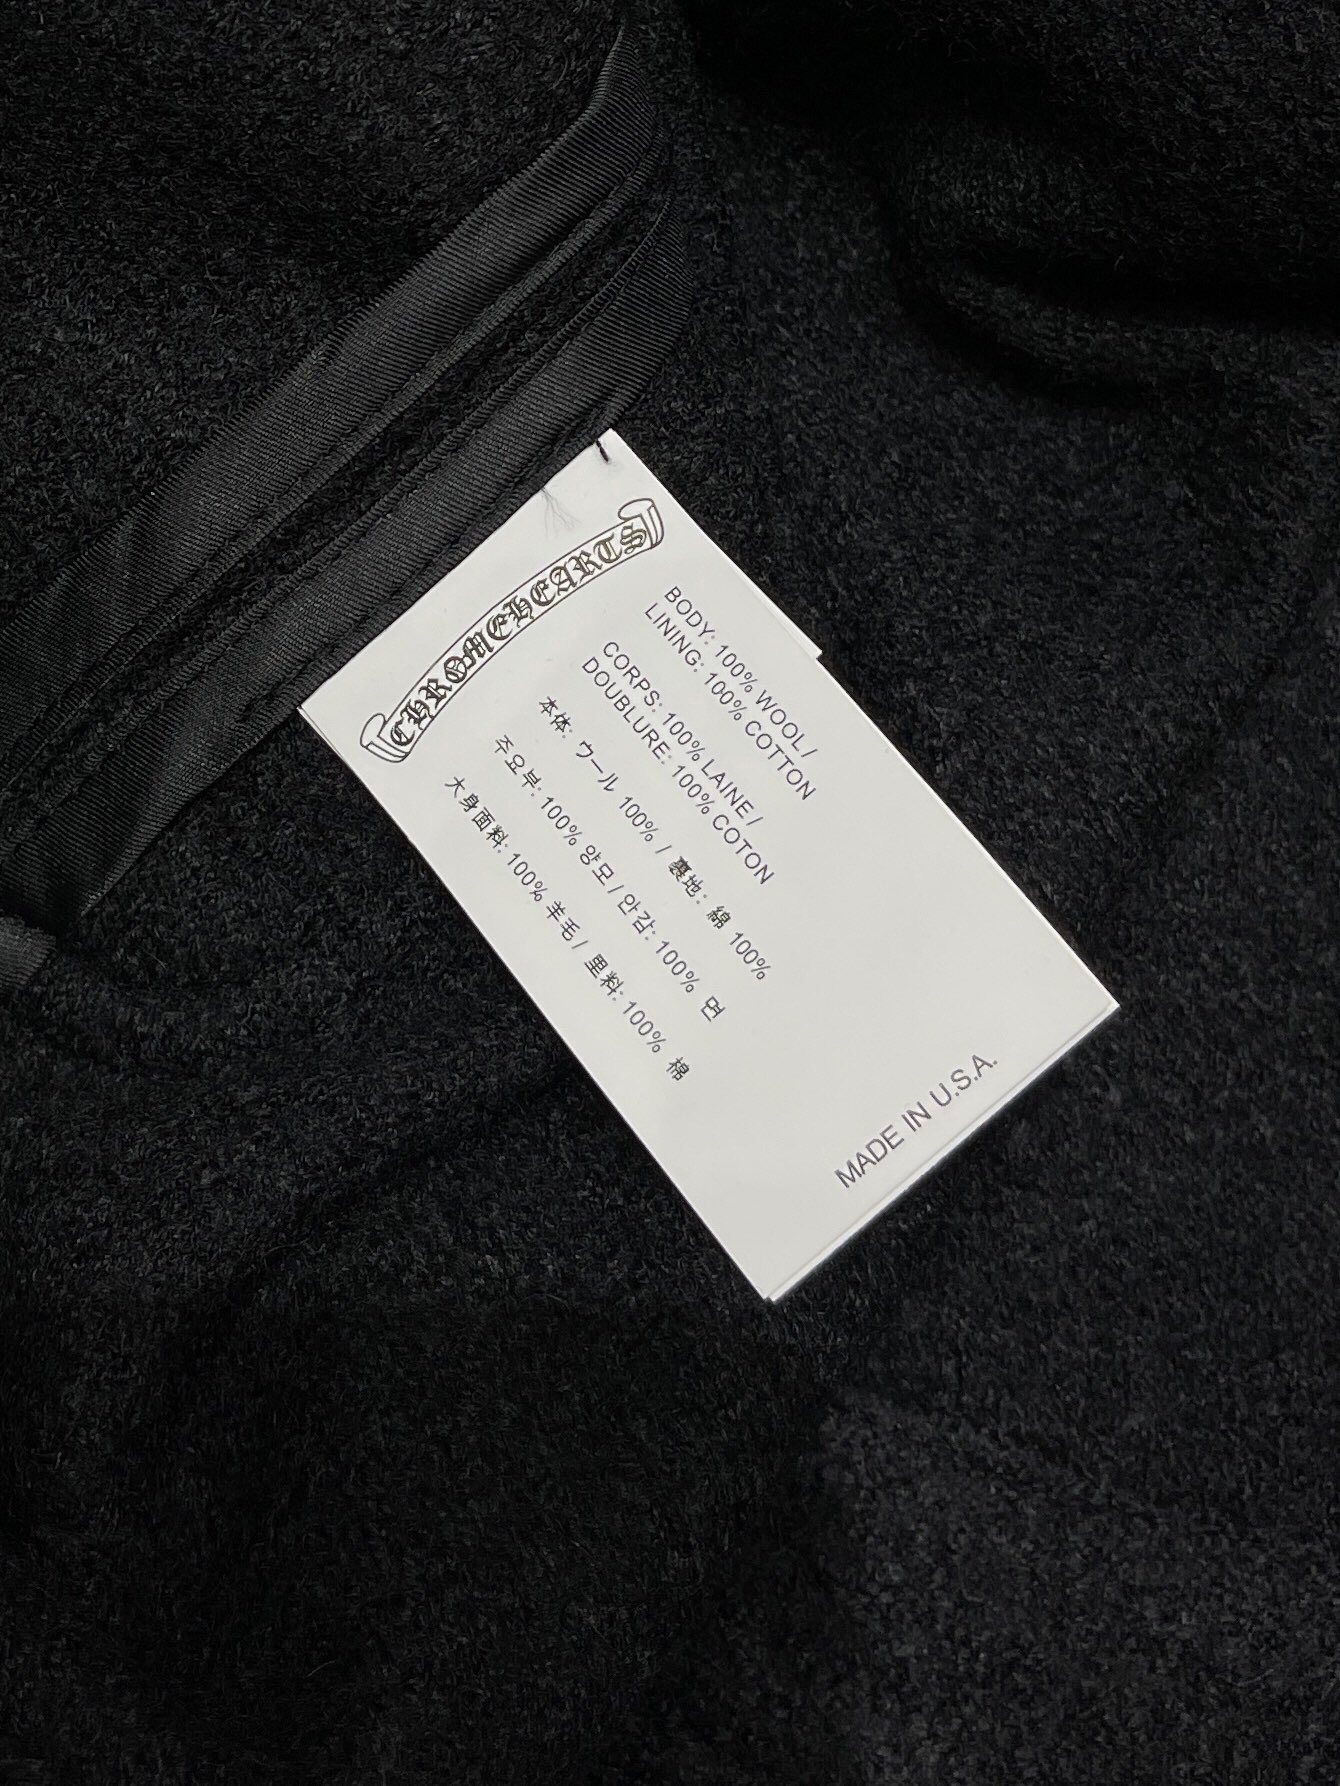 CHROMEHEARTS
BODY: 100% WOOL /
LINING: 100% COTTON
CORPS: 100% LAINE /
DOUBLURE: 100% COTON
本体: ウール 100% / 裏地: 綿 100%
주요부: 100% 양모 / 안감: 100% 면
大身面料: 100% 羊毛 / 里料: 100% 棉
MADE IN U.S.A.